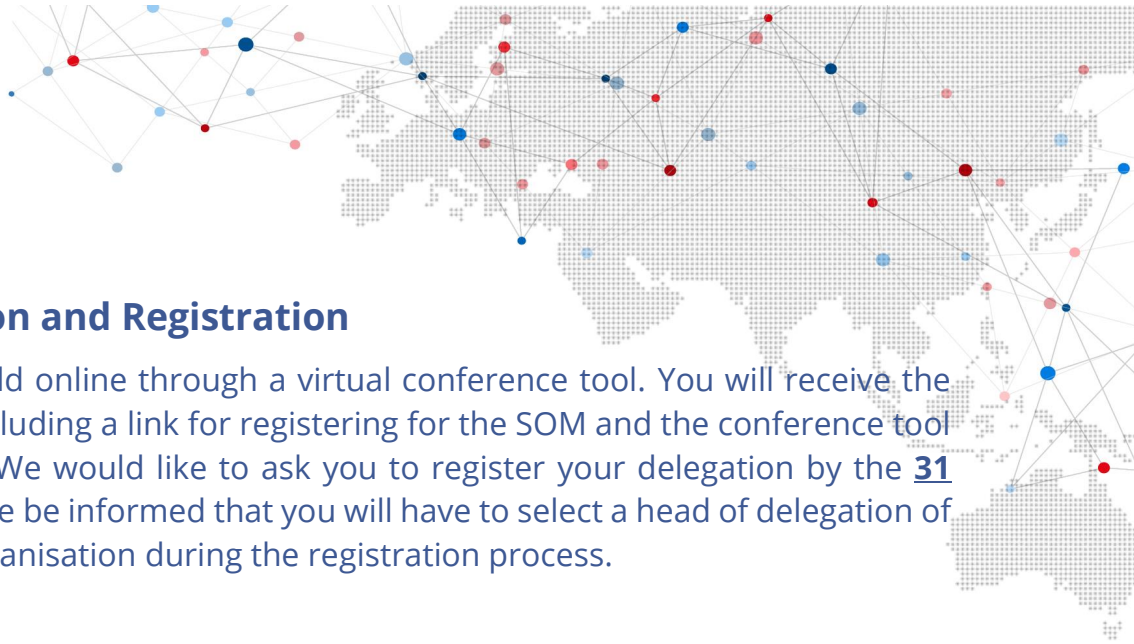 on and Registration
ld online through a virtual conference tool. You will receive the
cluding a link for registering for the SOM and the conference tool
We would like to ask you to register your delegation by the 31
e be informed that you will have to select a head of delegation of
anisation during the registration process.